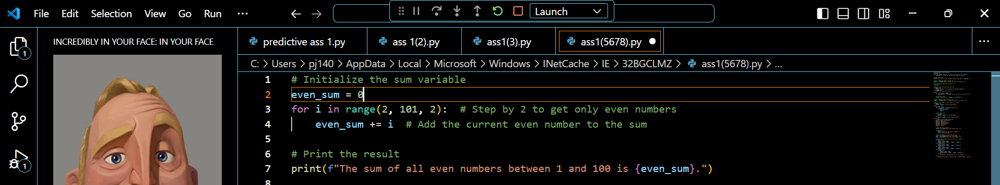 File Edit Selection View Go Run ...
Launch
INCREDIBLY IN YOUR FACE: IN YOUR FACE
predictive ass 1.py ass 1(2).py ass1(3).py ass1(5678).py
1
C: > Users > pj140 > AppData > Local > Microsoft > Windows > INetCache > IE > 32BGCLMZ > ass1(5678).py > ...
1 # Initialize the sum variable
2 even_sum = 0
3 for i in range(2, 101, 2):  # Step by 2 to get only even numbers
4     even_sum += i  # Add the current even number to the sum
5
6 # Print the result
7 print(f"The sum of all even numbers between 1 and 100 is {even_sum}.")
8
1